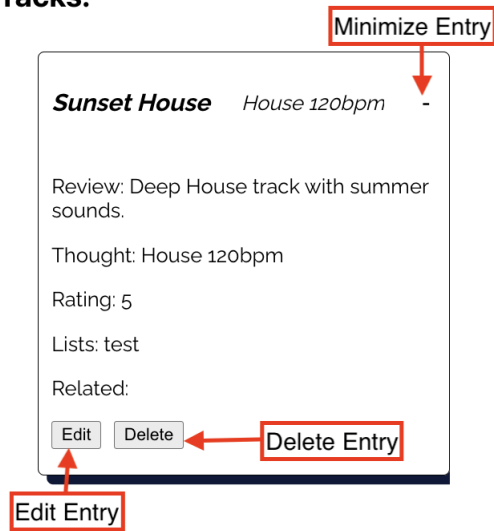 Tracks:
Minimize Entry
Sunset House House 120bpm -
Review: Deep House track with summer
sounds.
Thought: House 120bpm
Rating: 5
Lists: test
Related:
Edit Delete
Delete Entry
Edit Entry